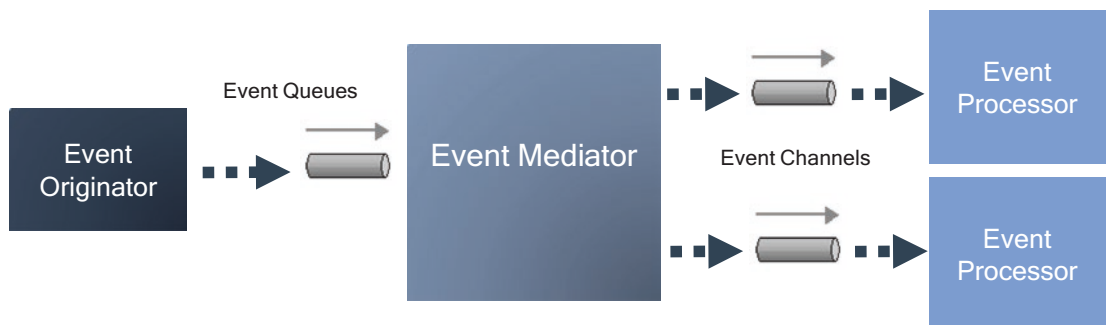 Event Queues
Event
Originator
Event Mediator
Event Channels
Event
Processor
Event
Processor